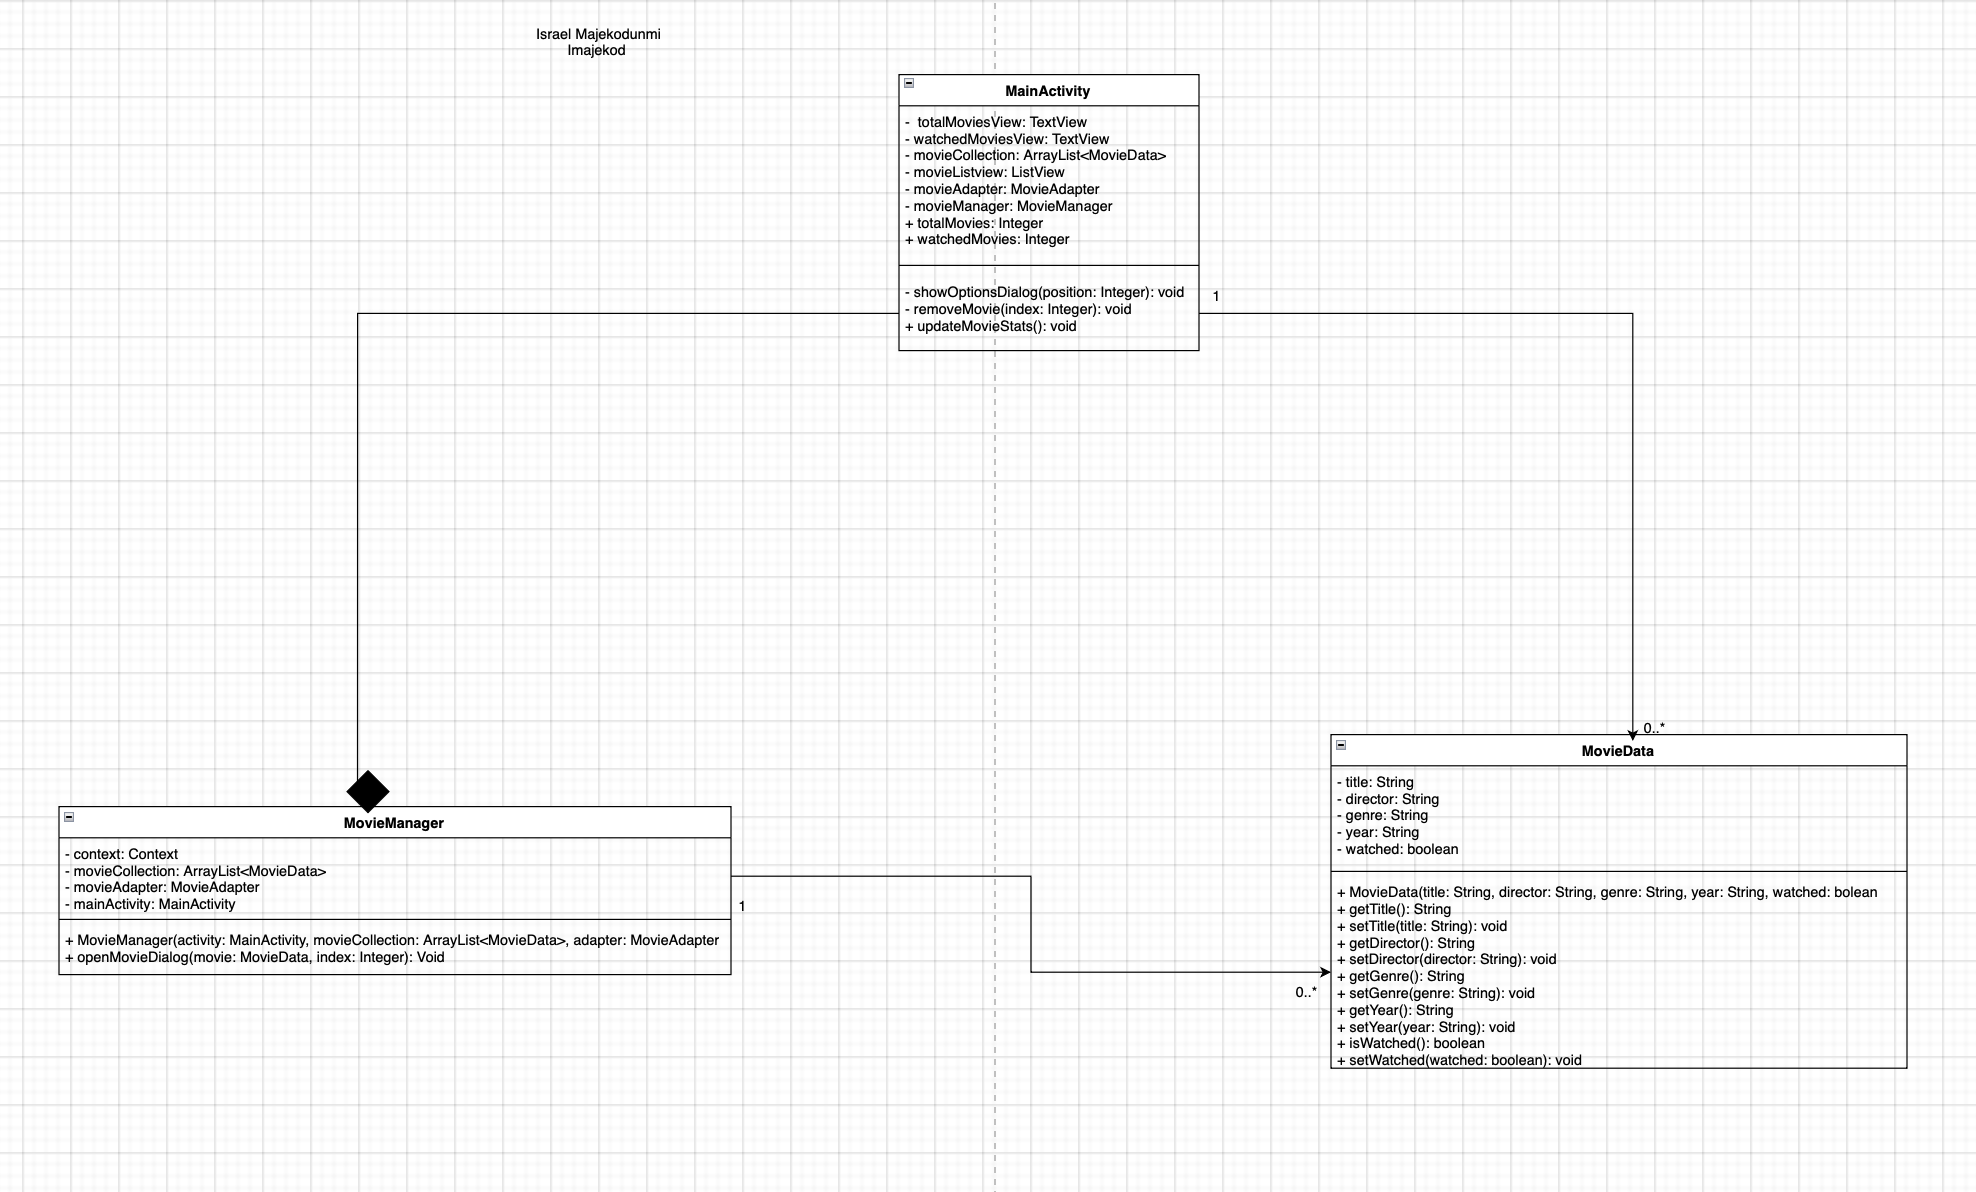 Israel Majekodunmi
Imajekod
MainActivity
- totalMoviesView: TextView
- watchedMoviesView: TextView
- movieCollection: ArrayList<MovieData>
- movieListview: ListView
- movieAdapter: MovieAdapter
- movieManager: MovieManager
+ totalMovies: Integer
+ watchedMovies: Integer
- showOptionsDialog(position: Integer): void
- removeMovie(index: Integer): void
+ updateMovieStats(): void
1
0..*
MovieManager
- context: Context
- movieCollection: ArrayList<MovieData>
- movieAdapter: MovieAdapter
- mainActivity: MainActivity
+ MovieManager(activity: MainActivity, movieCollection: ArrayList<MovieData>, adapter: MovieAdapter
+ openMovieDialog(movie: MovieData, index: Integer): Void
1
0..*
MovieData
- title: String
- director: String
- genre: String
- year: String
- watched: boolean
+ MovieData(title: String, director: String, genre: String, year: String, watched: bolean
+ getTitle(): String
+ setTitle(title: String): void
+ getDirector(): String
+ setDirector(director: String): void
+ getGenre(): String
+ setGenre(genre: String): void
+ getYear(): String
+ setYear(year: String): void
+ isWatched(): boolean
+ setWatched(watched: boolean): void